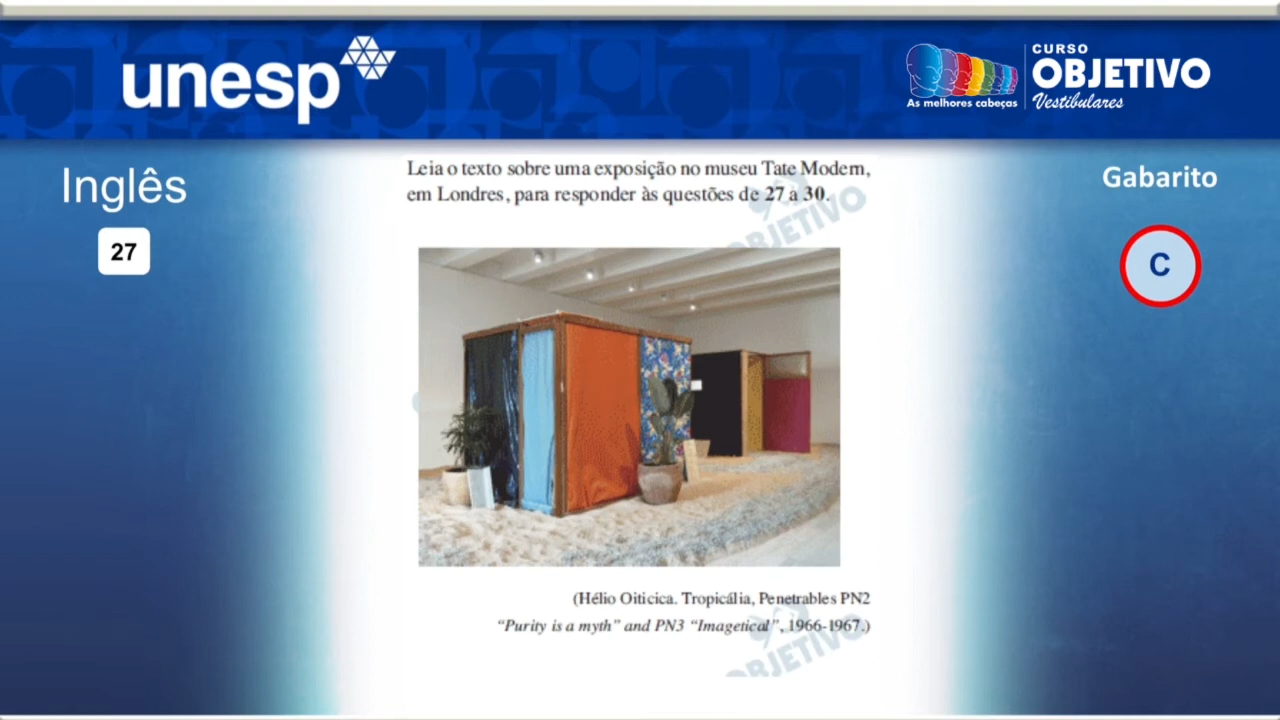 unesp
CURSO
OBJETIVO
As melhores cabeças
Vestibulares
Inglês
27
Leia o texto sobre uma exposição no museu Tate Modern,
em Londres, para responder às questões de 27 a 30.
OBJETIVO
Gabarito
C
(Hélio Oiticica. Tropicália, Penetrables PN2
“Purity is a myth” and PN3 “Imagetical”, 1966-1967.)
OBJETIVO